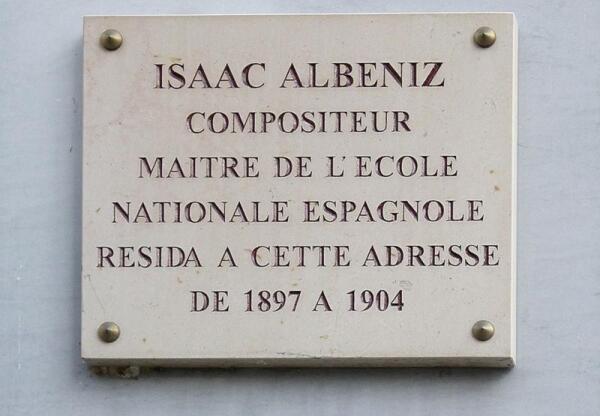 ISAAC ALBENIZ
COMPOSITEUR
MAITRE DE L'ECOLE
NATIONALE ESPAGNOLE
RESIDA A CETTE ADRESSE
DE 1897 A 1904